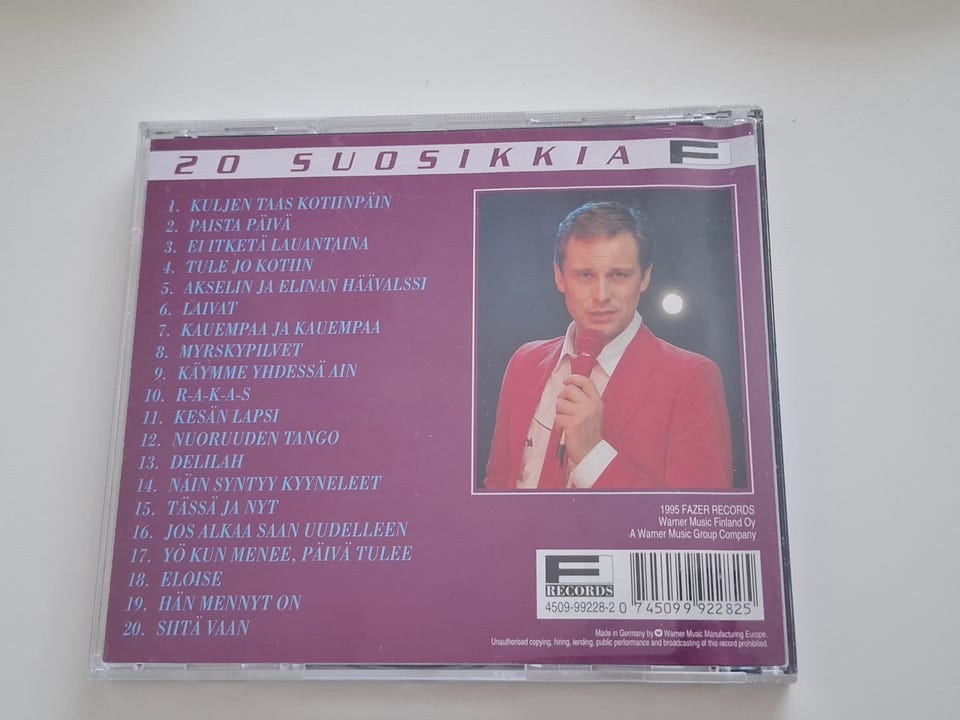 20 SUOSIKKIA F
1. KULJEN TAAS KOTIINPÄIN
2. PAISTA PÄIVÄ
3. EI ITKETÄ LAUANTAINA
4. TULE JO KOTIIN
5. AKSELIN JA ELINAN HÄÄVALSSI
6. LAIVAT
7. KAUEMPAA JA KAUEMPAA
8. MYRSKYPILVET
9. KÄYMME YHDESSÄ AIN
10. R-A-K-A-S
11. KESÄN LAPSI
12. NUORUUDEN TANGO
13. DELILAH
14. NÄIN SYNTYY KYYNELEET
15. TÄSSÄ JA NYT
16. JOS ALKAA SAAN UUDELLEEN
17. YÖ KUN MENEE, PÄIVÄ TULEE
18. ELOISE
19. HÄN MENNYT ON
20. SIITÄ VAAN
1995 FAZER RECORDS
Warner Music Finland Oy
A Warner Music Group Company
F
RECORDS
4509-99228-2
0 745099 922825
Made in Germany by Warner Music Manufacturing Europe.
Unauthorised copying, hiring, lending, public performance and broadcasting of this record prohibited.